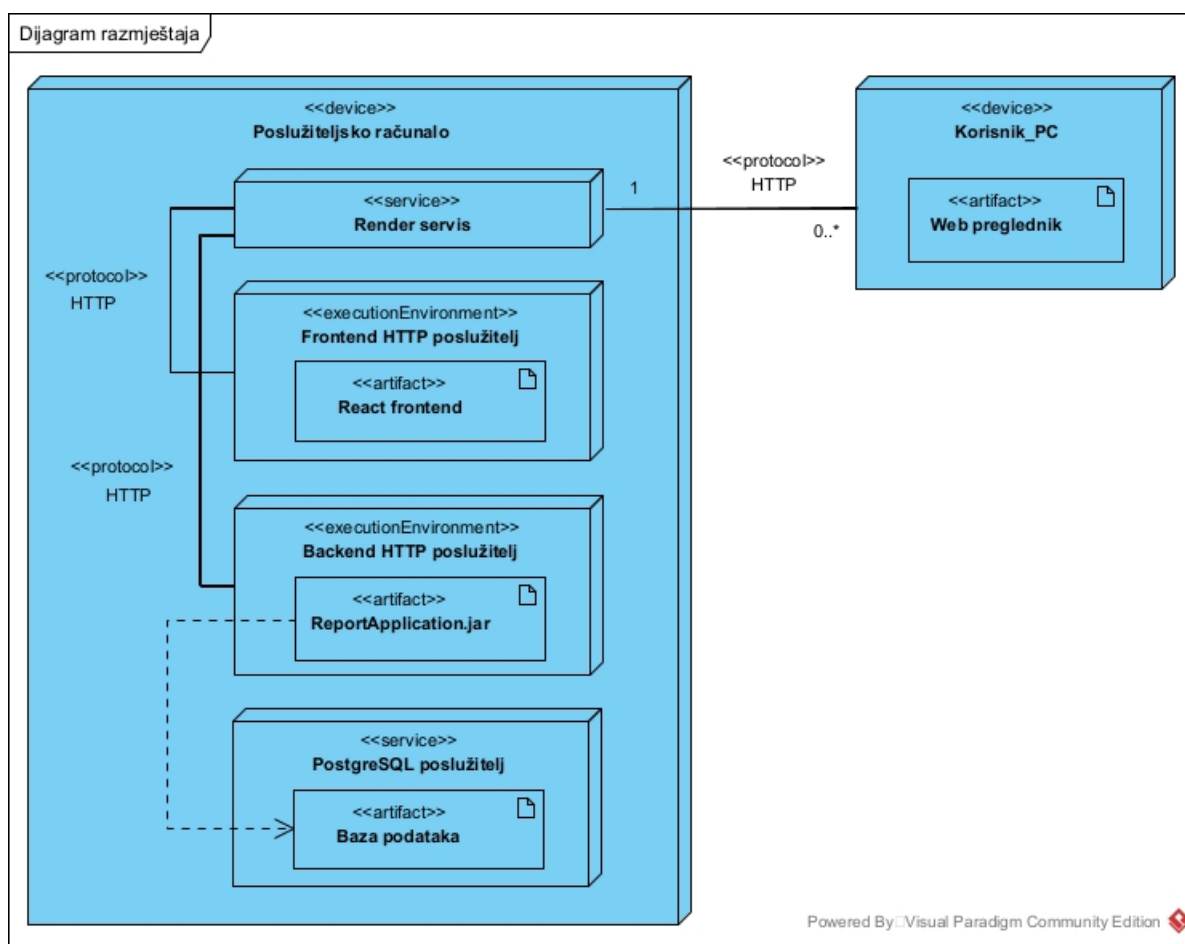 Dijagram razmještaja
<<device>>
Poslužiteljsko računalo
<<service>>
Render servis
<<protocol>>
HTTP
<<executionEnvironment>>
Frontend HTTP poslužitelj
<<artifact>>
React frontend
<<protocol>>
HTTP
<<executionEnvironment>>
Backend HTTP poslužitelj
<<artifact>>
ReportApplication.jar
<<service>>
PostgreSQL poslužitelj
<<artifact>>
Baza podataka
1
<<protocol>>
HTTP
0..*
<<device>>
Korisnik_PC
<<artifact>>
Web preglednik
Powered By Visual Paradigm Community Edition